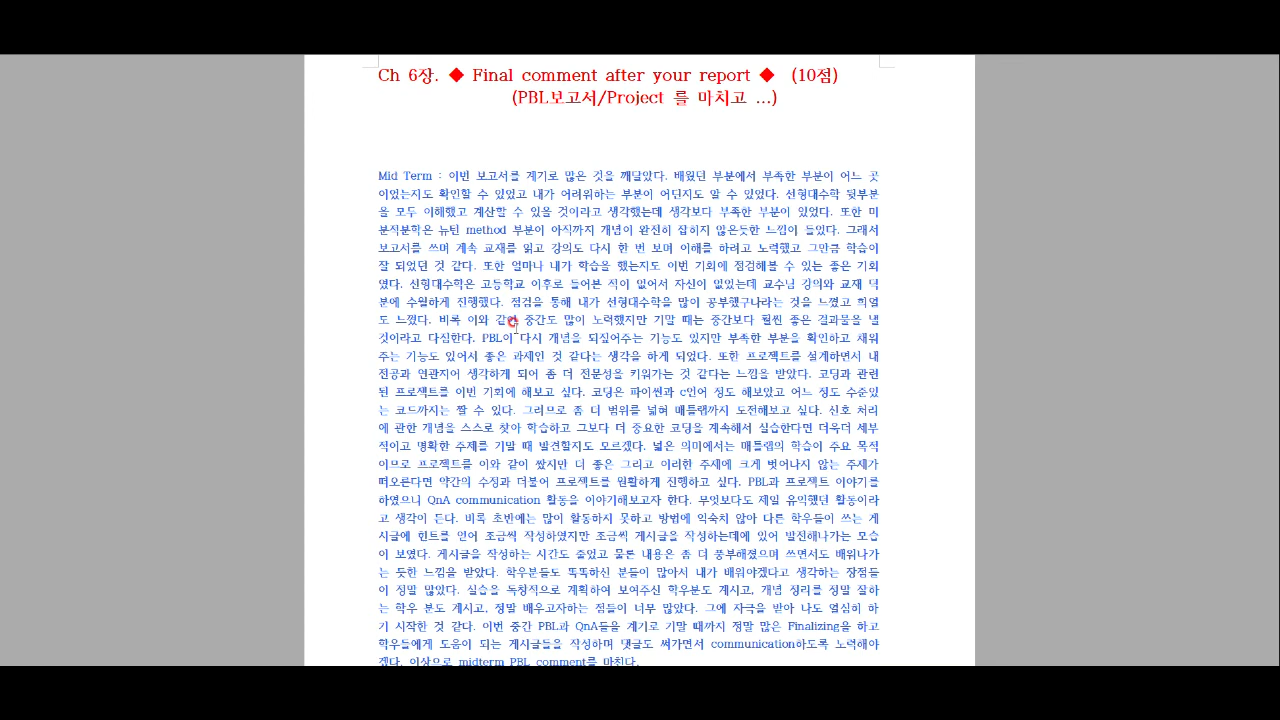 Ch 6장. ◆ Final comment after your report ◆ (10점)
(PBL보고서/Project 를 마치고 ...)
Mid Term : 이번 보고서를 계기로 많은 것을 깨달았다. 배웠던 부분에서 부족한 부분이 어느 곳
이었는지도 확인할 수 있었고 내가 어려워하는 부분이 어딘지도 알 수 있었다. 선형대수학 뒷부분
을 모두 이해했고 계산할 수 있을 것이라고 생각했는데 생각보다 부족한 부분이 있었다. 또한 미
분적분학은 뉴턴 method 부분이 아직까지 개념이 완전히 잡히지 않은듯한 느낌이 들었다. 그래서
보고서를 쓰며 계속 교재를 읽고 강의도 다시 한 번 보며 이해를 하려고 노력했고 그만큼 학습이
잘 되었던 것 같다. 또한 얼마나 내가 학습을 했는지도 이번 기회에 점검해볼 수 있는 좋은 기회
였다. 선형대수학은 고등학교 이후로 들어본 적이 없어서 자신이 없었는데 교수님 강의와 교재 덕
분에 수월하게 진행했다. 점검을 통해 내가 선형대수학을 많이 공부했구나라는 것을 느꼈고 희열
도 느꼈다. 비록 이와 같이 중간도 많이 노력했지만 기말 때는 중간보다 훨씬 좋은 결과물을 낼
것이라고 다짐한다. PBL이 다시 개념을 되짚어주는 기능도 있지만 부족한 부분을 확인하고 채워
주는 기능도 있어서 좋은 과제인 것 같다는 생각을 하게 되었다. 또한 프로젝트를 설계하면서 내
전공과 연관지어 생각하게 되어 좀 더 전문성을 키워가는 것 같다는 느낌을 받았다. 코딩과 관련
된 프로젝트를 이번 기회에 해보고 싶다. 코딩은 파이썬과 c언어 정도 해보았고 어느 정도 수준있
는 코드까지는 짤 수 있다. 그러므로 좀 더 범위를 넓혀 매틀랩까지 도전해보고 싶다. 신호 처리
에 관한 개념을 스스로 찾아 학습하고 그보다 더 중요한 코딩을 계속해서 실습한다면 더욱더 세부
적이고 명확한 주제를 기말 때 발견할지도 모르겠다. 넓은 의미에서는 매틀랩의 학습이 주요 목적
이므로 프로젝트를 이와 같이 짰지만 더 좋은 그리고 이러한 주제에 크게 벗어나지 않는 주제가
떠오른다면 약간의 수정과 더불어 프로젝트를 원활하게 진행하고 싶다. PBL과 프로젝트 이야기를
하였으니 QnA communication 활동을 이야기해보고자 한다. 무엇보다도 제일 유익했던 활동이라
고 생각이 든다. 비록 초반에는 많이 활동하지 못하고 방법에 익숙치 않아 다른 학우들이 쓰는 게
시글에 힌트를 얻어 조금씩 작성하였지만 조금씩 게시글을 작성하는데에 있어 발전해나가는 모습
이 보였다. 게시글을 작성하는 시간도 줄었고 물론 내용은 좀 더 풍부해졌으며 쓰면서도 배워나가
는 듯한 느낌을 받았다. 학우분들도 똑똑하신 분들이 많아서 내가 배워야겠다고 생각하는 장점들
이 정말 많았다. 실습을 독창적으로 계획하여 보여주신 학우분도 계시고, 개념 정리를 정말 잘하
는 학우 분도 계시고, 정말 배우고자하는 점들이 너무 많았다. 그에 자극을 받아 나도 열심히 하
기 시작한 것 같다. 이번 중간 PBL과 QnA들을 계기로 기말 때까지 정말 많은 Finalizing을 하고
학우들에게 도움이 되는 게시글들을 작성하며 댓글도 써가면서 communication하도록 노력해야
겠다. 이상으로 midterm PBL comment를 마친다.